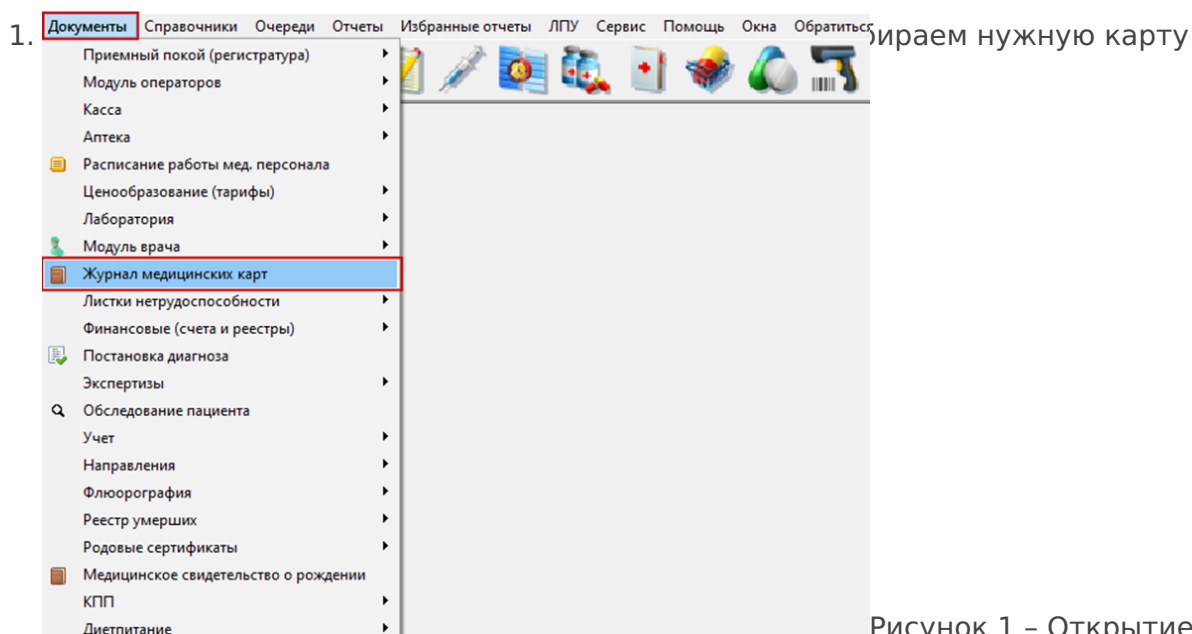 1.
Документы Справочники Очереди Отчеты Избранные отчеты ЛПУ Сервис Помощь Окна Обратиться
бираем нужную карту
Приемный покой (регистратура)
Модуль операторов
Касса
Аптека
Расписание работы мед. персонала
Ценообразование (тарифы)
Лаборатория
Модуль врача
Журнал медицинских карт
Листки нетрудоспособности
Финансовые (счета и реестры)
Постановка диагноза
Экспертизы
Обследование пациента
Учет
Направления
Флюорография
Реестр умерших
Родовые сертификаты
Медицинское свидетельство о рождении
КПП
Диетпитание
Рисунок 1 – Открытие